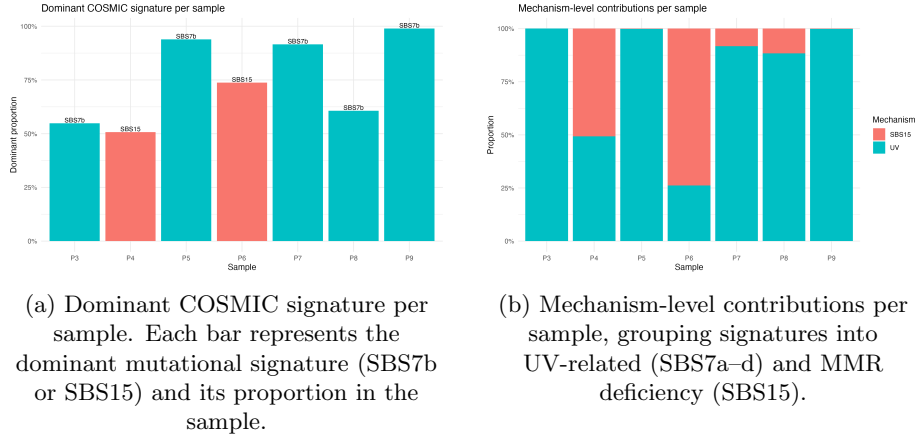 Dominant COSMIC signature per sample
100%
75%
50%
25%
0%
Dominant proportion
SBS7b
SBS15
SBS7b
SBS15
SBS7b
SBS7b
SBS7b
P3 P4 P5 P6 P7 P8 P9
Sample
(a) Dominant COSMIC signature per
sample. Each bar represents the
dominant mutational signature (SBS7b
or SBS15) and its proportion in the
sample.
Mechanism-level contributions per sample
100%
75%
50%
25%
0%
Proportion
P3 P4 P5 P6 P7 P8 P9
Sample
Mechanism
SBS15
UV
(b) Mechanism-level contributions per
sample, grouping signatures into
UV-related (SBS7a–d) and MMR
deficiency (SBS15).